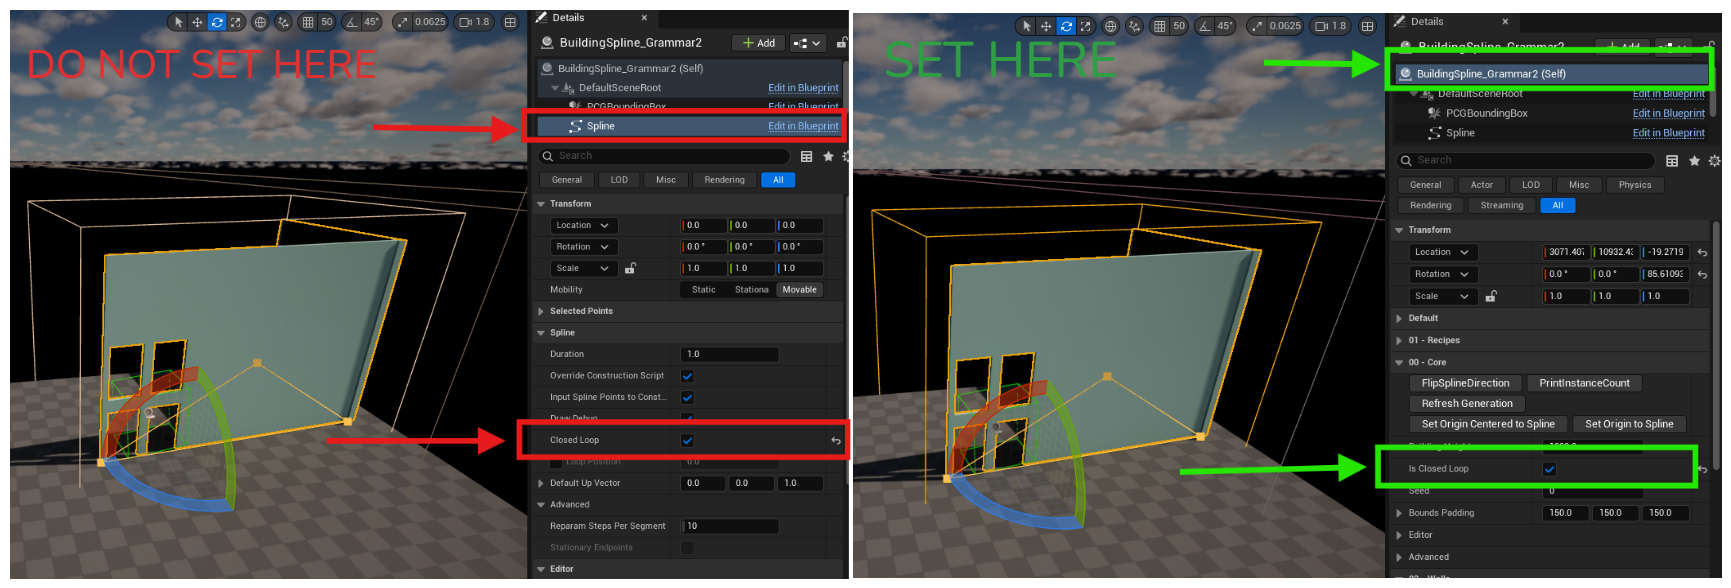 50
45°
0.0625
1.8
Details
DO NOT SET HERE
BuildingSpline_Grammar2
Add
BuildingSpline_Grammar2 (Self)
DefaultSceneRoot
Edit in Blueprint
PCGBoundingBox
Edit in Blueprint
Spline
Edit in Blueprint
Search
General
LOD
Misc
Rendering
All
Transform
Location
0.0
0.0
0.0
Rotation
0.0 °
0.0 °
0.0 °
Scale
1.0
1.0
1.0
Mobility
Static
Stationa
Movable
Selected Points
Spline
Duration
1.0
Override Construction Script
Input Spline Points to Const...
Draw Debug
Closed Loop
Loop Position
0.0
Default Up Vector
0.0
0.0
1.0
Advanced
Reparam Steps Per Segment
10
Stationary Endpoints
Editor
50
45°
0.0625
1.8
Details
SET HERE
BuildingSpline_Grammar2
Add
BuildingSpline_Grammar2 (Self)
DefaultSceneRoot
Edit in Blueprint
PCGBoundingBox
Edit in Blueprint
Spline
Edit in Blueprint
Search
General
Actor
LOD
Misc
Physics
Rendering
Streaming
All
Transform
Location
3071.407
10932.43
-19.2719
Rotation
0.0 °
0.0 °
85.61093
Scale
1.0
1.0
1.0
Default
01 - Recipes
00 - Core
FlipSplineDirection
PrintInstanceCount
Refresh Generation
Set Origin Centered to Spline
Set Origin to Spline
Is Closed Loop
Seed
0
Bounds Padding
150.0
150.0
150.0
Editor
Advanced